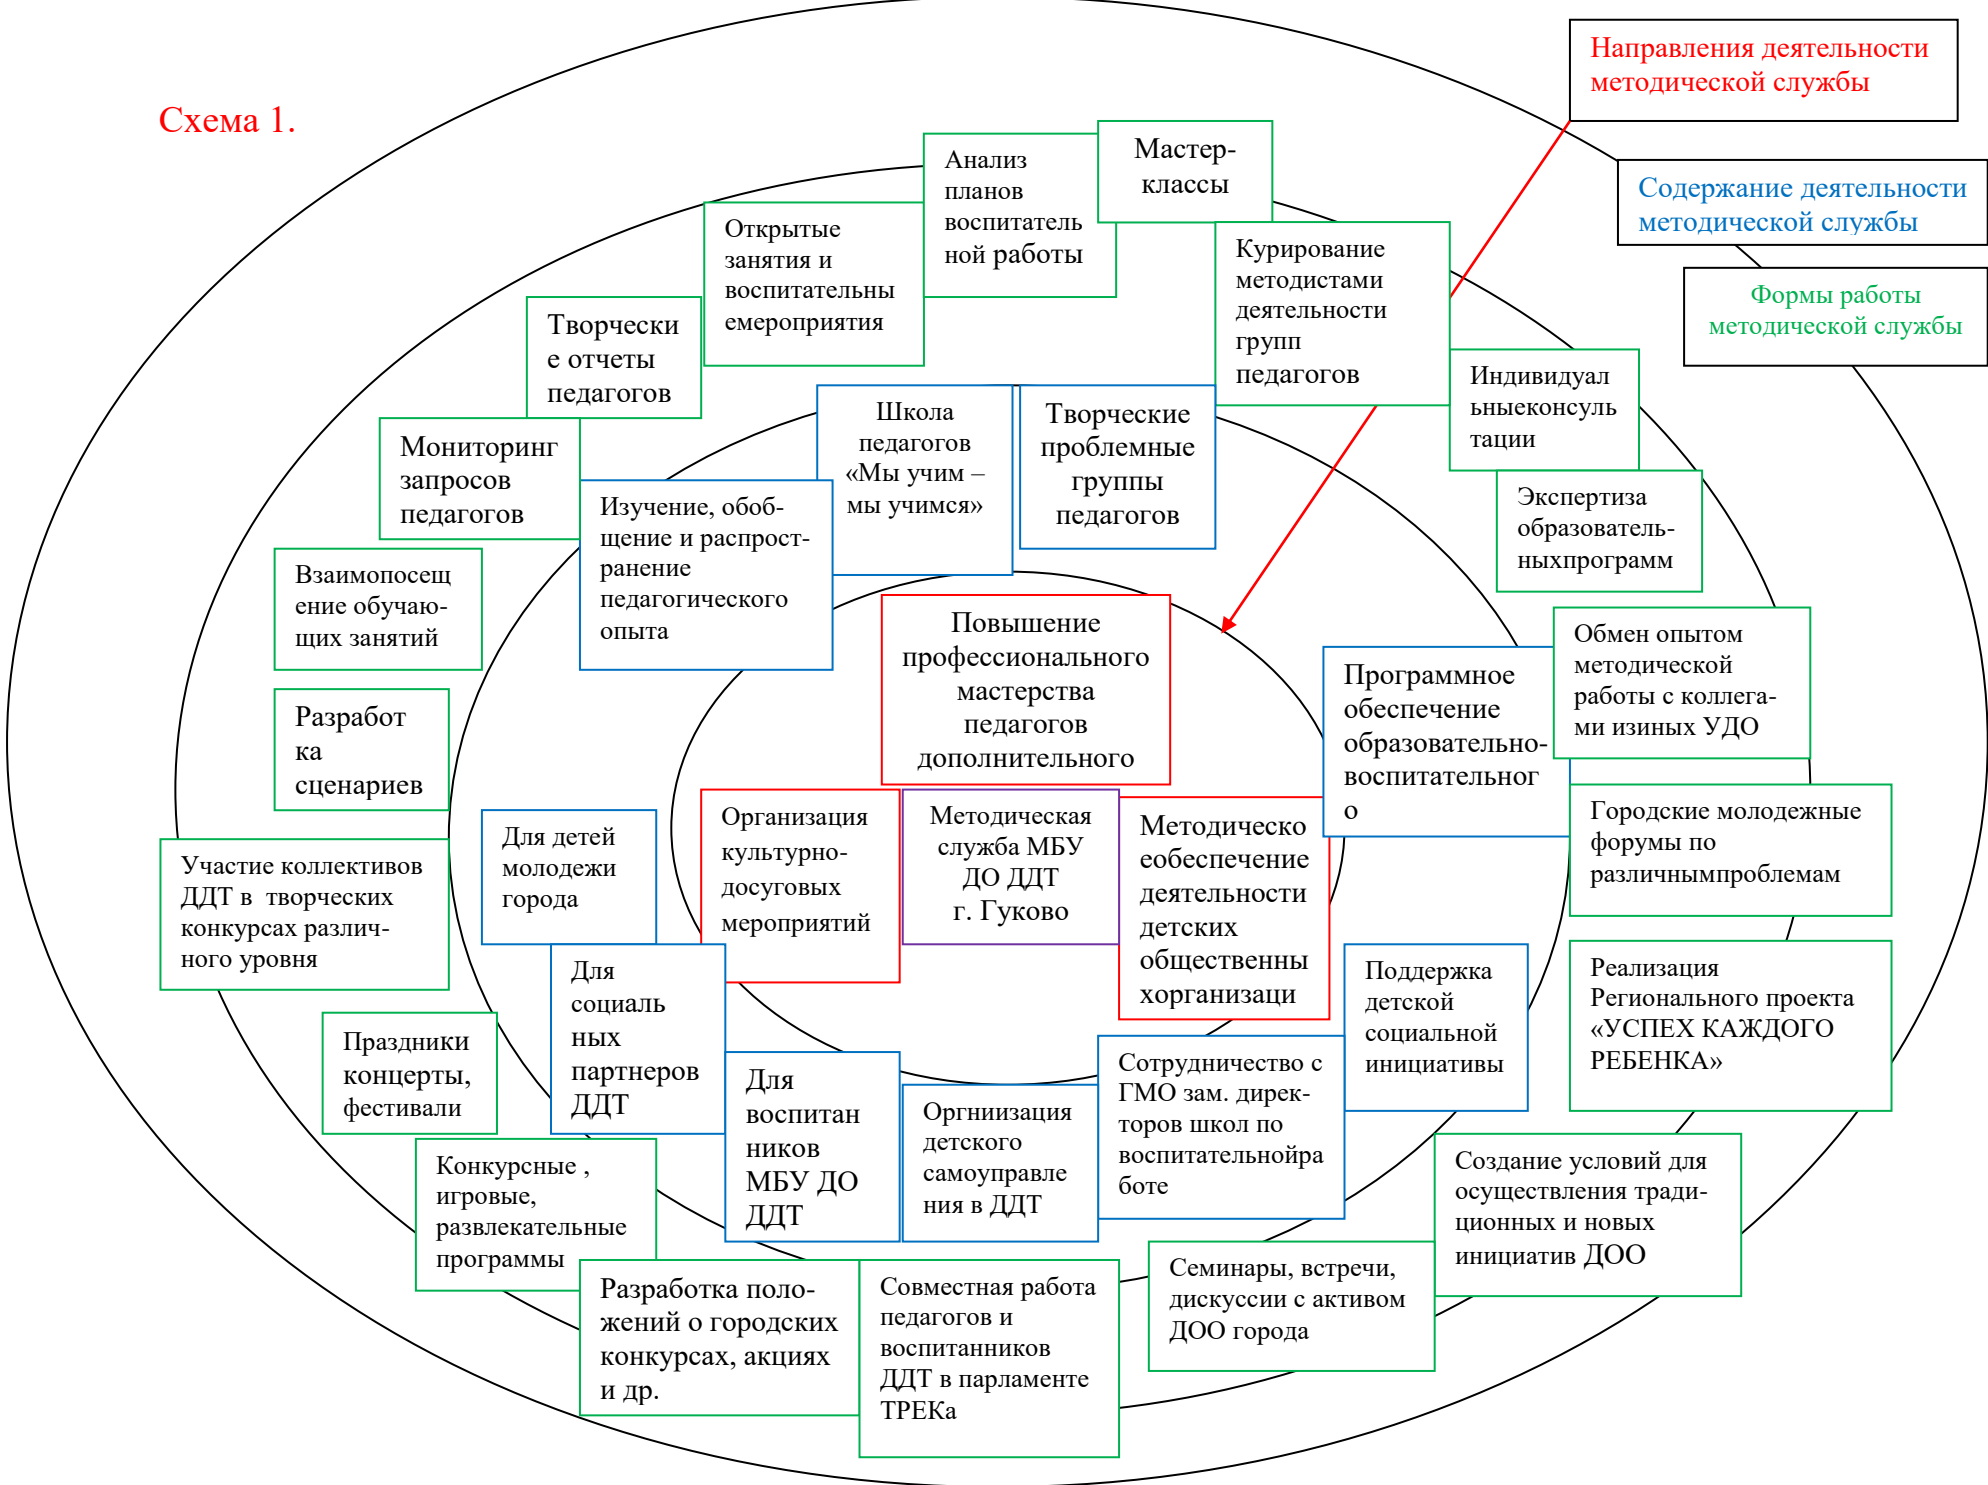 Схема 1.
Направления деятельности
методической службы
Содержание деятельности
методической службы
Формы работы
методической службы
Мастер-
классы
Анализ
планов
воспитатель
ной работы
Открытые
занятия и
воспитательны
емероприятия
Курирование
методистами
деятельности
групп
педагогов
Творчески
е отчеты
педагогов
Индивидуал
ьныеконсуль
тации
Мониторинг
запросов
педагогов
Школа
педагогов
«Мы учим –
мы учимся»
Творческие
проблемные
группы
педагогов
Экспертиза
образователь-
ныхпрограмм
Изучение, обоб-
щение и распрост-
ранение
педагогического
опыта
Взаимопосещ
ение обучаю-
щих занятий
Повышение
профессионального
мастерства
педагогов
дополнительного
Обмен опытом
методической
работы с коллега-
ми изиных УДО
Программное
обеспечение
образовательно-
воспитательног
о
Разработ
ка
сценариев
Для детей
молодежи
города
Организация
культурно-
досуговых
мероприятий
Методическая
служба МБУ
ДО ДДТ
г. Гуково
Методическо
еобеспечение
деятельности
детских
общественны
хорганизаци
Городские молодежные
форумы по
различнымпроблемам
Участие коллективов
ДДТ в  творческих
конкурсах различ-
ного уровня
Для
социаль
ных
партнеров
ДДТ
Поддержка
детской
социальной
инициативы
Реализация
Регионального проекта
«УСПЕХ КАЖДОГО
РЕБЕНКА»
Праздники
концерты,
фестивали
Для
воспитан
ников
МБУ ДО
ДДТ
Оргниизация
детского
самоуправле
ния в ДДТ
Сотрудничество с
ГМО зам. дирек-
торов школ по
воспитательнойра
боте
Конкурсные ,
игровые,
развлекательные
программы
Создание условий для
осуществления тради-
ционных и новых
инициатив ДОО
Разработка поло-
жений о городских
конкурсах, акциях
и др.
Совместная работа
педагогов и
воспитанников
ДДТ в парламенте
ТРЕКа
Семинары, встречи,
дискуссии с активом
ДОО города